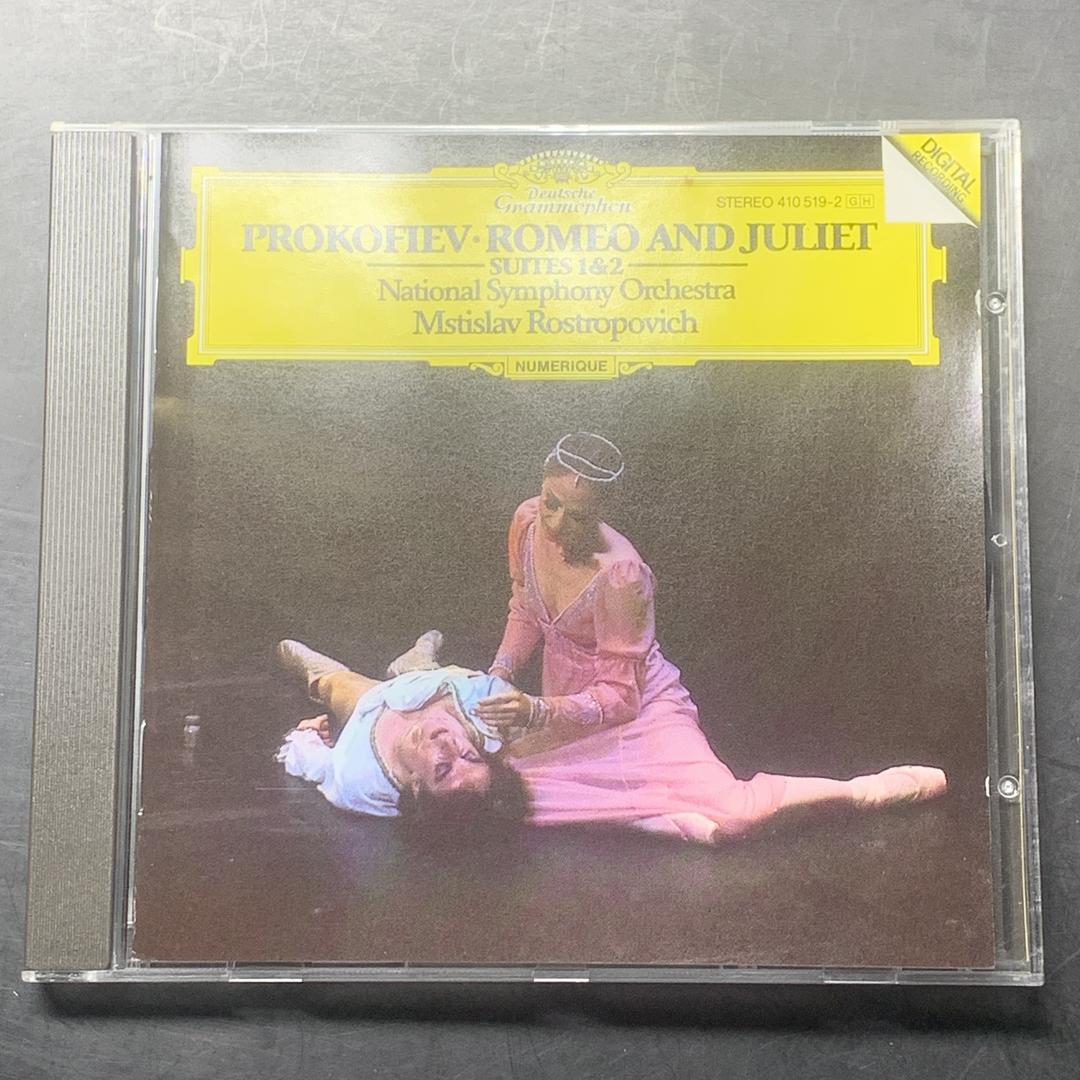 DIGITAL
RECORDING
Deutsche
Grammophon
STEREO 410 519-2 GH
PROKOFIEV·ROMEO AND JULIET
SUITES 1&2
National Symphony Orchestra
Mstislav Rostropovich
NUMERIQUE